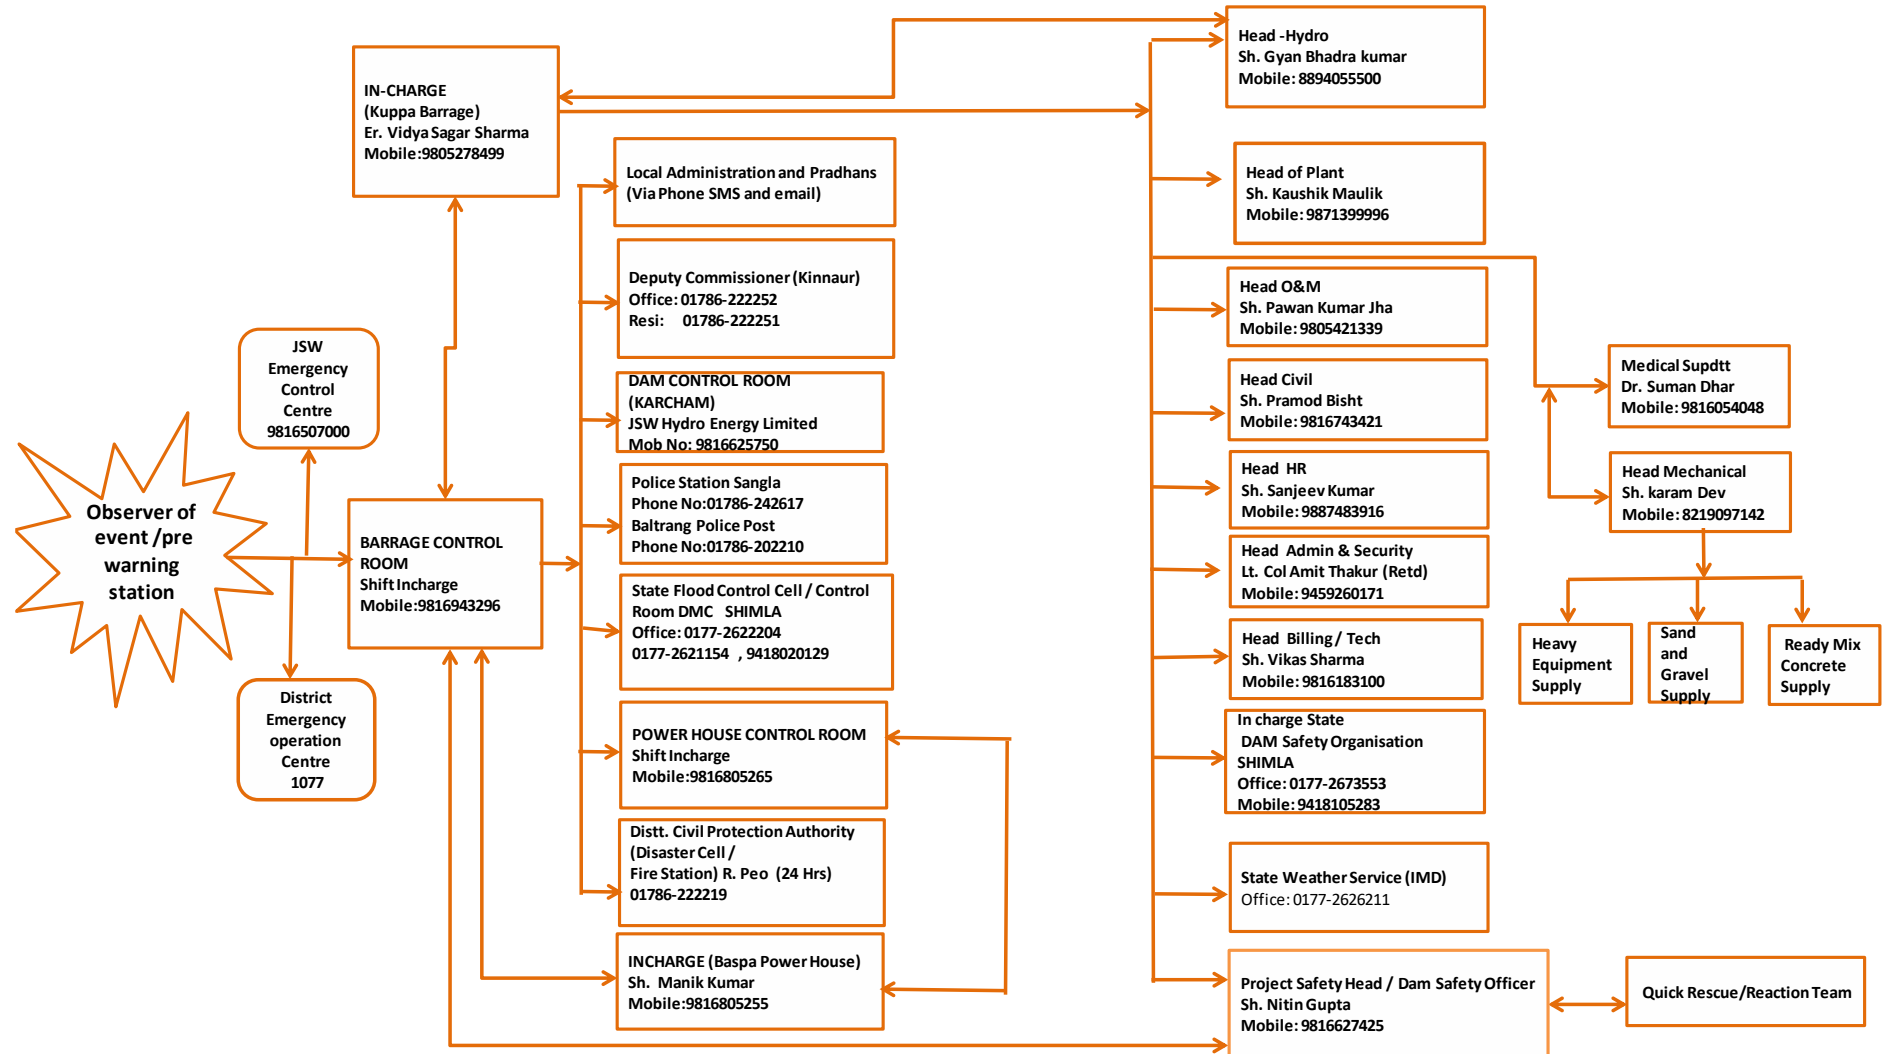 Observer of
event /pre
warning
station
JSW
Emergency
Control
Centre
9816507000
District
Emergency
operation
Centre
1077
IN-CHARGE
(Kuppa Barrage)
Er. Vidya Sagar Sharma
Mobile:9805278499
BARRAGE CONTROL
ROOM
Shift Incharge
Mobile:9816943296
Local Administration and Pradhans
(Via Phone SMS and email)
Deputy Commissioner (Kinnaur)
Office: 01786-222252
Resi: 01786-222251
DAM CONTROL ROOM
(KARCHAM)
JSW Hydro Energy Limited
Mob No: 9816625750
Police Station Sangla
Phone No:01786-242617
Baltrang Police Post
Phone No:01786-202210
State Flood Control Cell / Control
Room DMC SHIMLA
Office: 0177-2622204
0177-2621154 , 9418020129
POWER HOUSE CONTROL ROOM
Shift Incharge
Mobile:9816805265
Distt. Civil Protection Authority
(Disaster Cell /
Fire Station) R. Peo (24 Hrs)
01786-222219
INCHARGE (Baspa Power House)
Sh. Manik Kumar
Mobile:9816805255
Head -Hydro
Sh. Gyan Bhadra kumar
Mobile: 8894055500
Head of Plant
Sh. Kaushik Maulik
Mobile: 9871399996
Head O&M
Sh. Pawan Kumar Jha
Mobile: 9805421339
Head Civil
Sh. Pramod Bisht
Mobile: 9816743421
Head HR
Sh. Sanjeev Kumar
Mobile: 9887483916
Head Admin & Security
Lt. Col Amit Thakur (Retd)
Mobile: 9459260171
Head Billing / Tech
Sh. Vikas Sharma
Mobile: 9816183100
In charge State
DAM Safety Organisation
SHIMLA
Office: 0177-2673553
Mobile: 9418105283
State Weather Service (IMD)
Office: 0177-2626211
Project Safety Head / Dam Safety Officer
Sh. Nitin Gupta
Mobile: 9816627425
Medical Supdtt
Dr. Suman Dhar
Mobile: 9816054048
Head Mechanical
Sh. karam Dev
Mobile: 8219097142
Heavy
Equipment
Supply
Sand
and
Gravel
Supply
Ready Mix
Concrete
Supply
Quick Rescue/Reaction Team